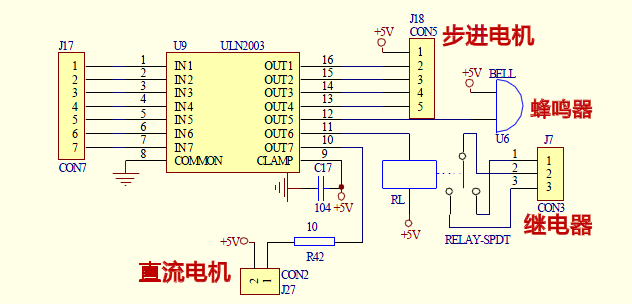 J18
+5V CON5 步进电机
J17 U9 ULN2003
1 1 IN1 OUT1 16 1
2 2 IN2 OUT2 15 2
3 3 IN3 OUT3 14 3
4 4 IN4 OUT4 13 4
5 5 IN5 OUT5 12 5
6 6 IN6 OUT6 11
7 7 IN7 OUT7 10
8 COMMON CLAMP 9
CON7
+5V BELL
蜂鸣器
U6
J7
1 1
2 2
3 3
CON3
继电器
C17
104 +5V
RL
+5V
RELAY-SPDT
10
R42
+5V
直流电机
2 1
CON2
J27